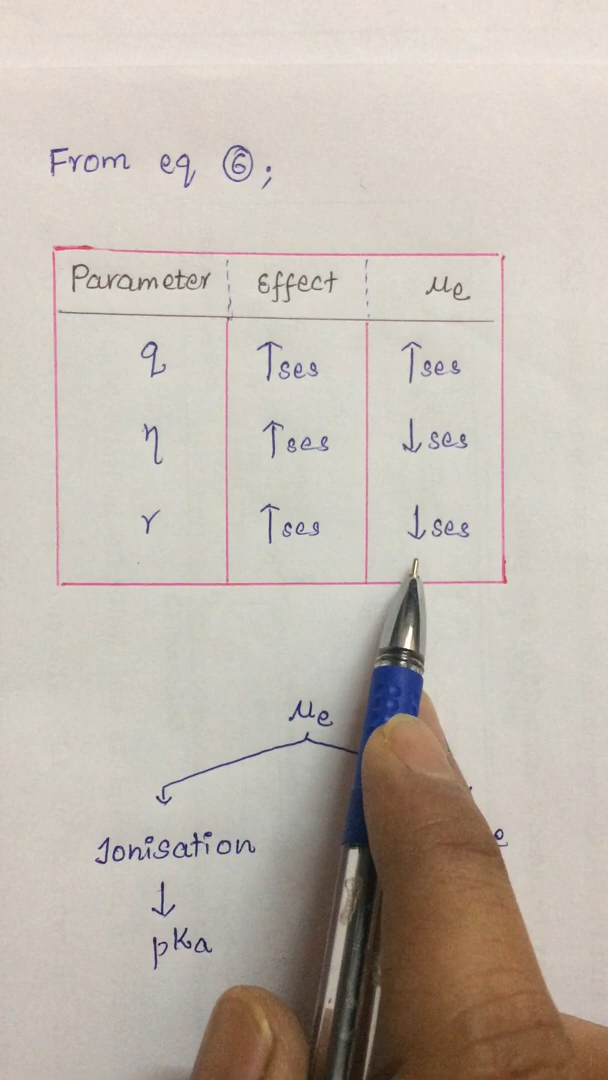 From eq ⑥;
Parameter Effect μe
q ↑ses ↑ses
η ↑ses ↓ses
r ↑ses ↓ses
μe
Ionisation
↓
pKa